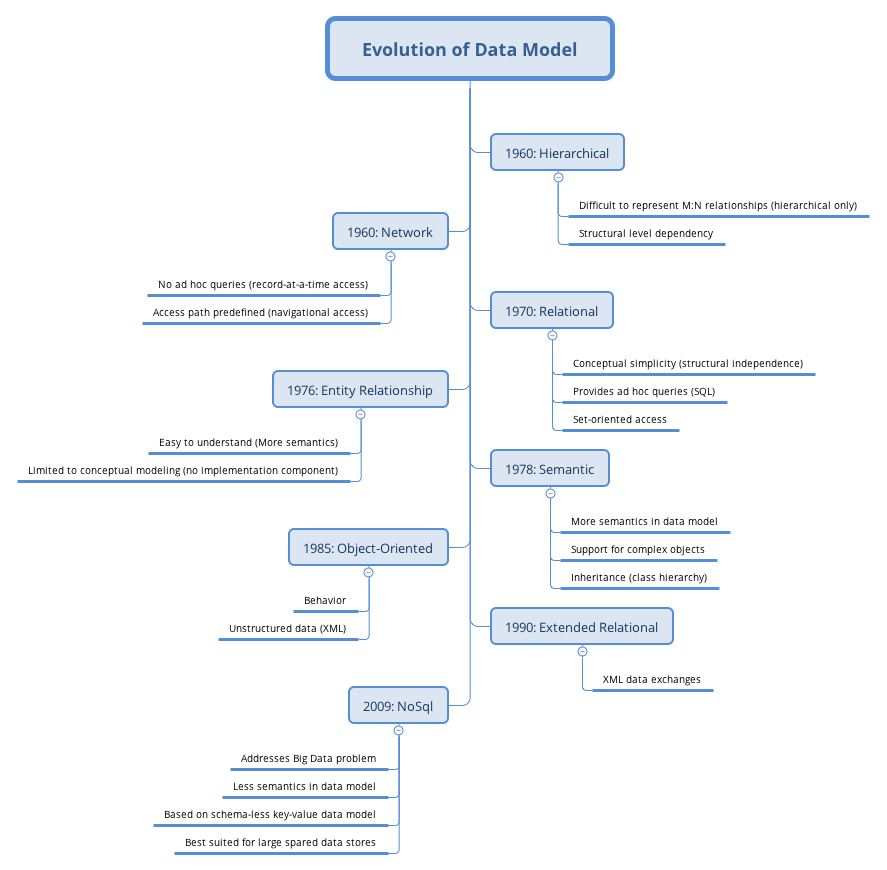 Evolution of Data Model
1960: Hierarchical
Difficult to represent M:N relationships (hierarchical only)
Structural level dependency
1960: Network
No ad hoc queries (record-at-a-time access)
Access path predefined (navigational access)
1970: Relational
Conceptual simplicity (structural independence)
Provides ad hoc queries (SQL)
Set-oriented access
1976: Entity Relationship
Easy to understand (More semantics)
Limited to conceptual modeling (no implementation component)
1978: Semantic
More semantics in data model
Support for complex objects
Inheritance (class hierarchy)
1985: Object-Oriented
Behavior
Unstructured data (XML)
1990: Extended Relational
XML data exchanges
2009: NoSql
Addresses Big Data problem
Less semantics in data model
Based on schema-less key-value data model
Best suited for large spared data stores